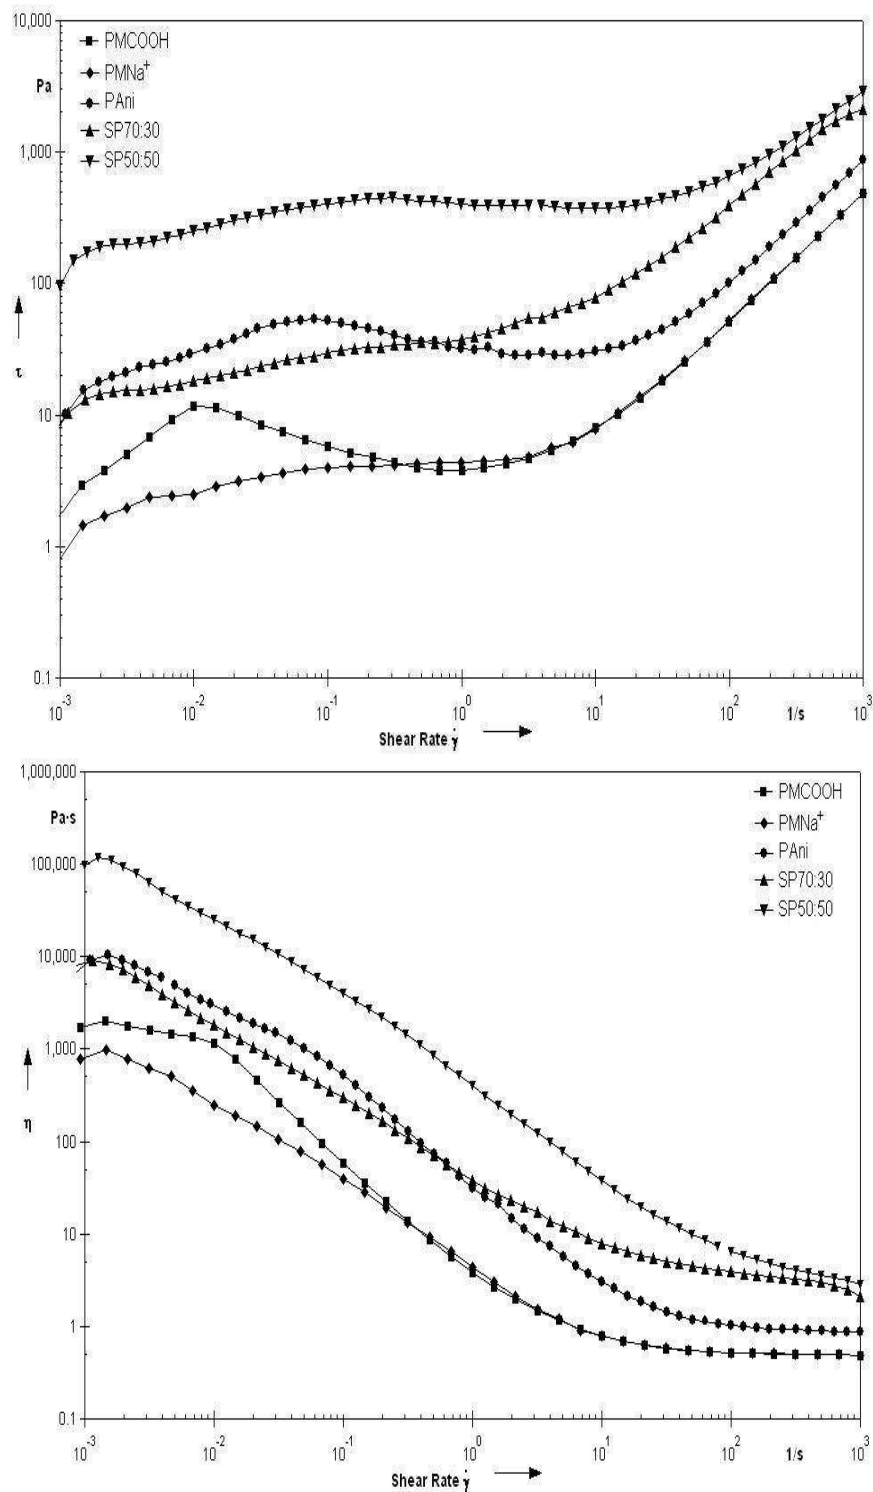 10,000
Pa
1,000
100
τ
10
1
0.1
PMCOOH
PMNa⁺
PAni
SP70:30
SP50:50
10⁻³
10⁻²
10⁻¹
10⁰
10¹
10²
1/s
10³
Shear Rate γ̇
1,000,000
Pa·s
100,000
10,000
1,000
η
100
10
1
0.1
PMCOOH
PMNa⁺
PAni
SP70:30
SP50:50
10⁻³
10⁻²
10⁻¹
10⁰
10¹
10²
1/s
10³
Shear Rate γ̇